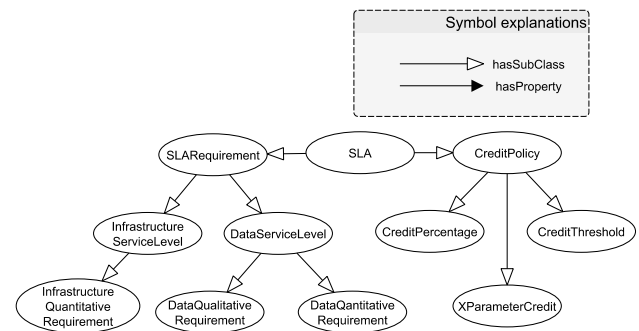 Symbol explanations
hasSubClass
hasProperty
SLARequirement
SLA
CreditPolicy
Infrastructure
ServiceLevel
DataServiceLevel
CreditPercentage
CreditThreshold
Infrastructure
Quantitative
Requirement
DataQualitative
Requirement
DataQantitative
Requirement
XParameterCredit